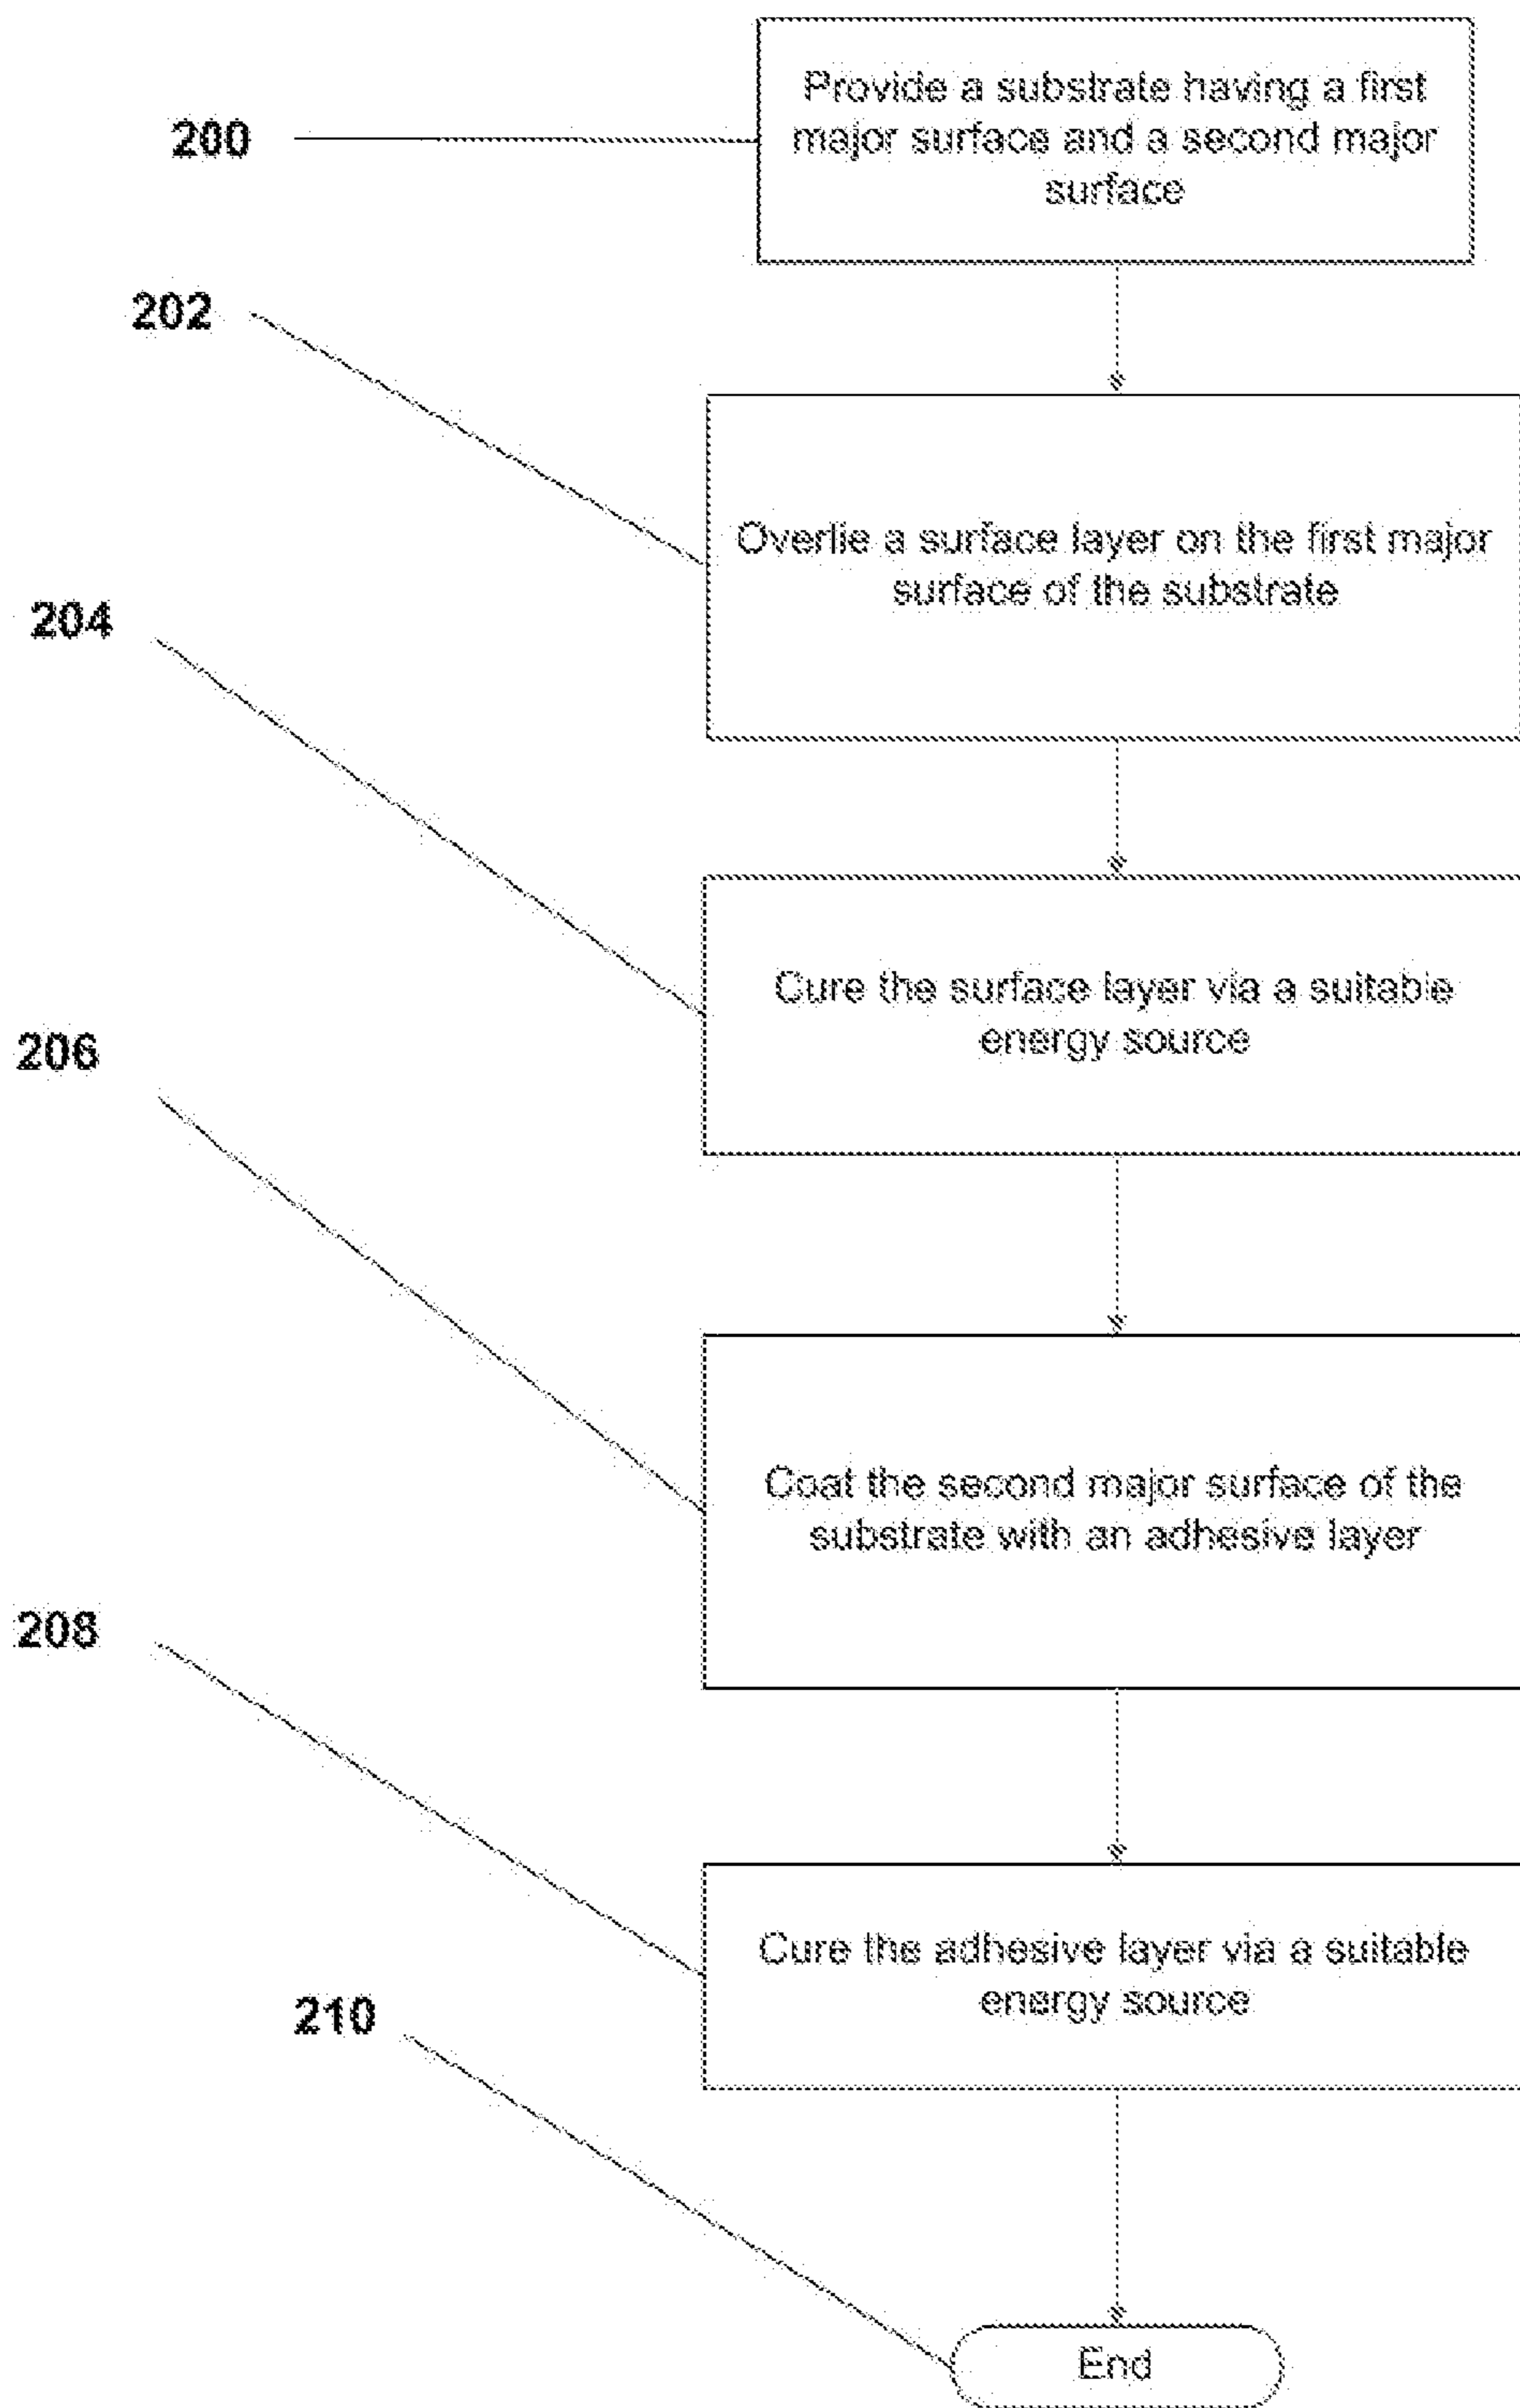 200
Provide a substrate having a first
major surface and a second major
surface
202
Overlie a surface layer on the first major
surface of the substrate
204
Cure the surface layer via a suitable
energy source
206
Coat the second major surface of the
substrate with an adhesive layer
208
Cure the adhesive layer via a suitable
energy source
210
End